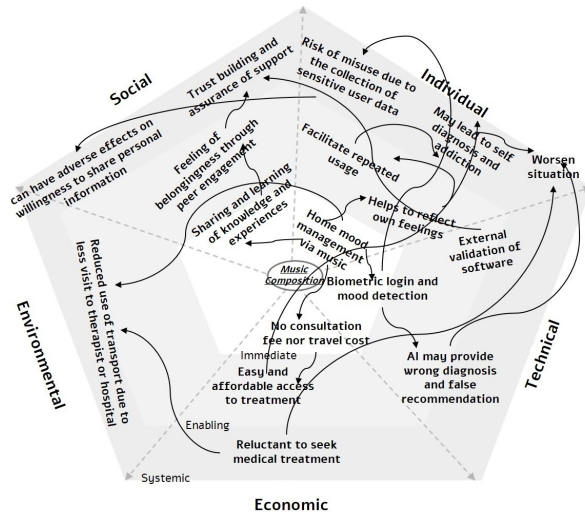 Social
Individual
Environmental
Technical
Economic
Trust building and
assurance of support
Risk of misuse due to
the collection of
sensitive user data
can have adverse effects on
willingness to share personal
information
Feeling of
belongingness through
peer engagement
Facilitate repeated
usage
May lead to self
diagnosis and
addiction
Worsen
situation
Sharing and learning
of knowledge and
experiences
Home mood
management
via music
Helps to reflect
own feelings
External
validation of
software
Music
Composition
Biometric login and
mood detection
Reduced use of transport due to
less visit to therapist or hospital
No consultation
fee nor travel cost
Immediate
Easy and
affordable access
to treatment
AI may provide
wrong diagnosis
and false
recommendation
Enabling
Reluctant to seek
medical treatment
Systemic